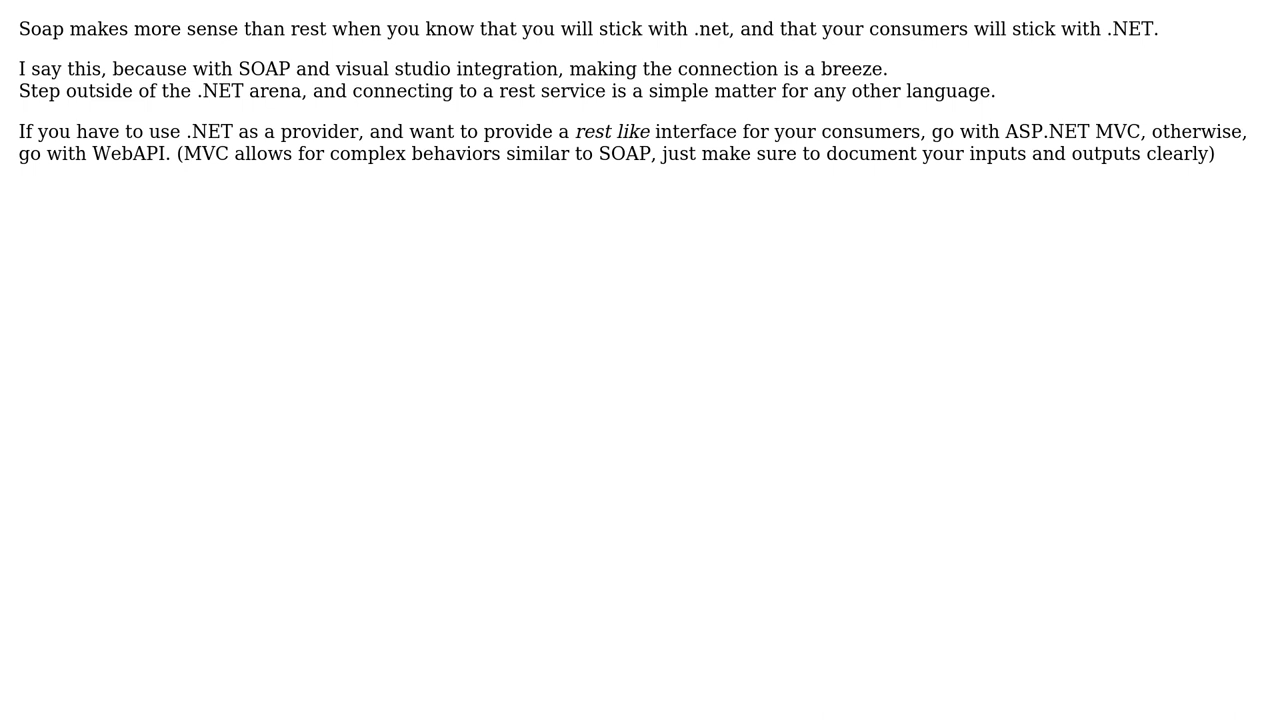 Soap makes more sense than rest when you know that you will stick with .net, and that your consumers will stick with .NET.
I say this, because with SOAP and visual studio integration, making the connection is a breeze.
Step outside of the .NET arena, and connecting to a rest service is a simple matter for any other language.
If you have to use .NET as a provider, and want to provide a rest like interface for your consumers, go with ASP.NET MVC, otherwise,
go with WebAPI. (MVC allows for complex behaviors similar to SOAP, just make sure to document your inputs and outputs clearly)